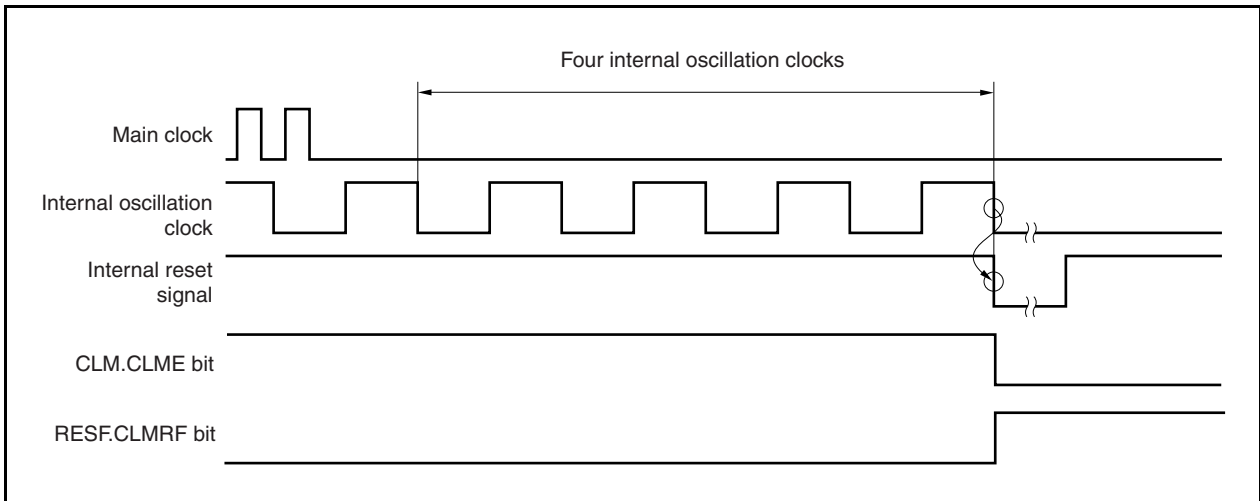 Four internal oscillation clocks
Main clock
Internal oscillation
clock
Internal reset
signal
CLM.CLME bit
RESF.CLMRF bit